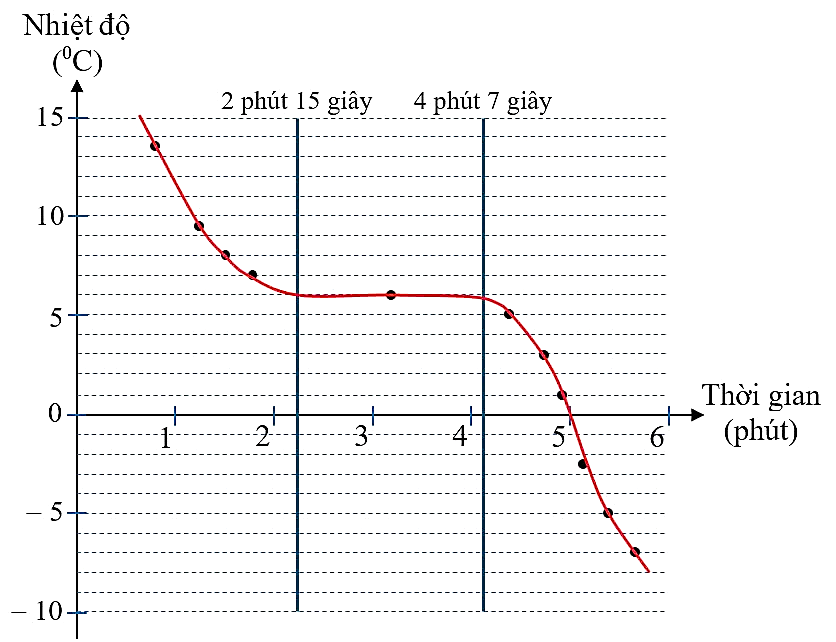 Nhiệt độ
(⁰C)
2 phút 15 giây
4 phút 7 giây
15
10
5
0
– 5
– 10
1
2
3
4
5
6
Thời gian
(phút)